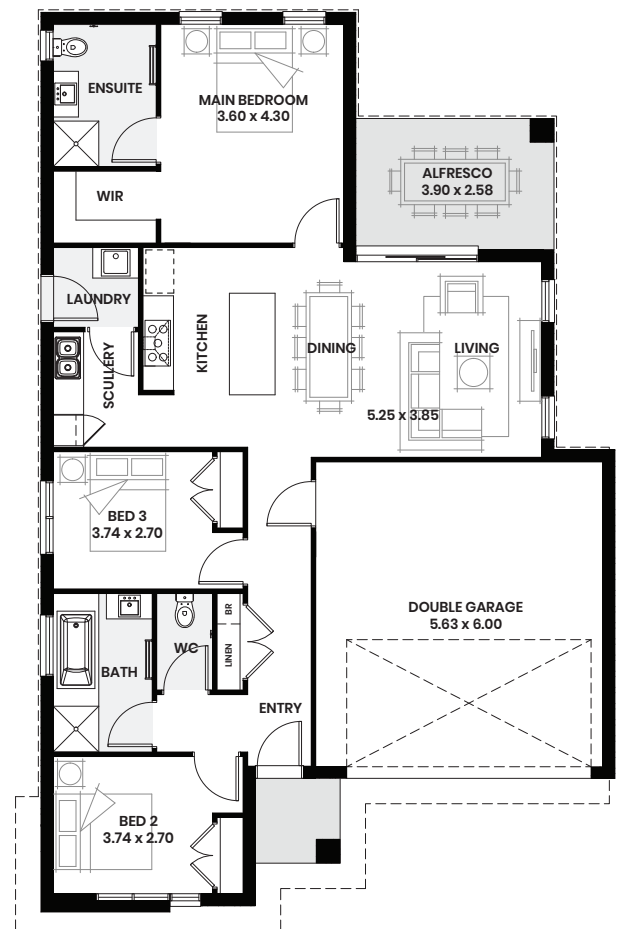 ENSUITE
MAIN BEDROOM
3.60 x 4.30
ALFRESCO
3.90 x 2.58
WIR
LAUNDRY
SCULLERY
KITCHEN
DINING
LIVING
5.25 x 3.85
BED 3
3.74 x 2.70
DOUBLE GARAGE
5.63 x 6.00
BR
LINEN
WC
BATH
ENTRY
BED 2
3.74 x 2.70